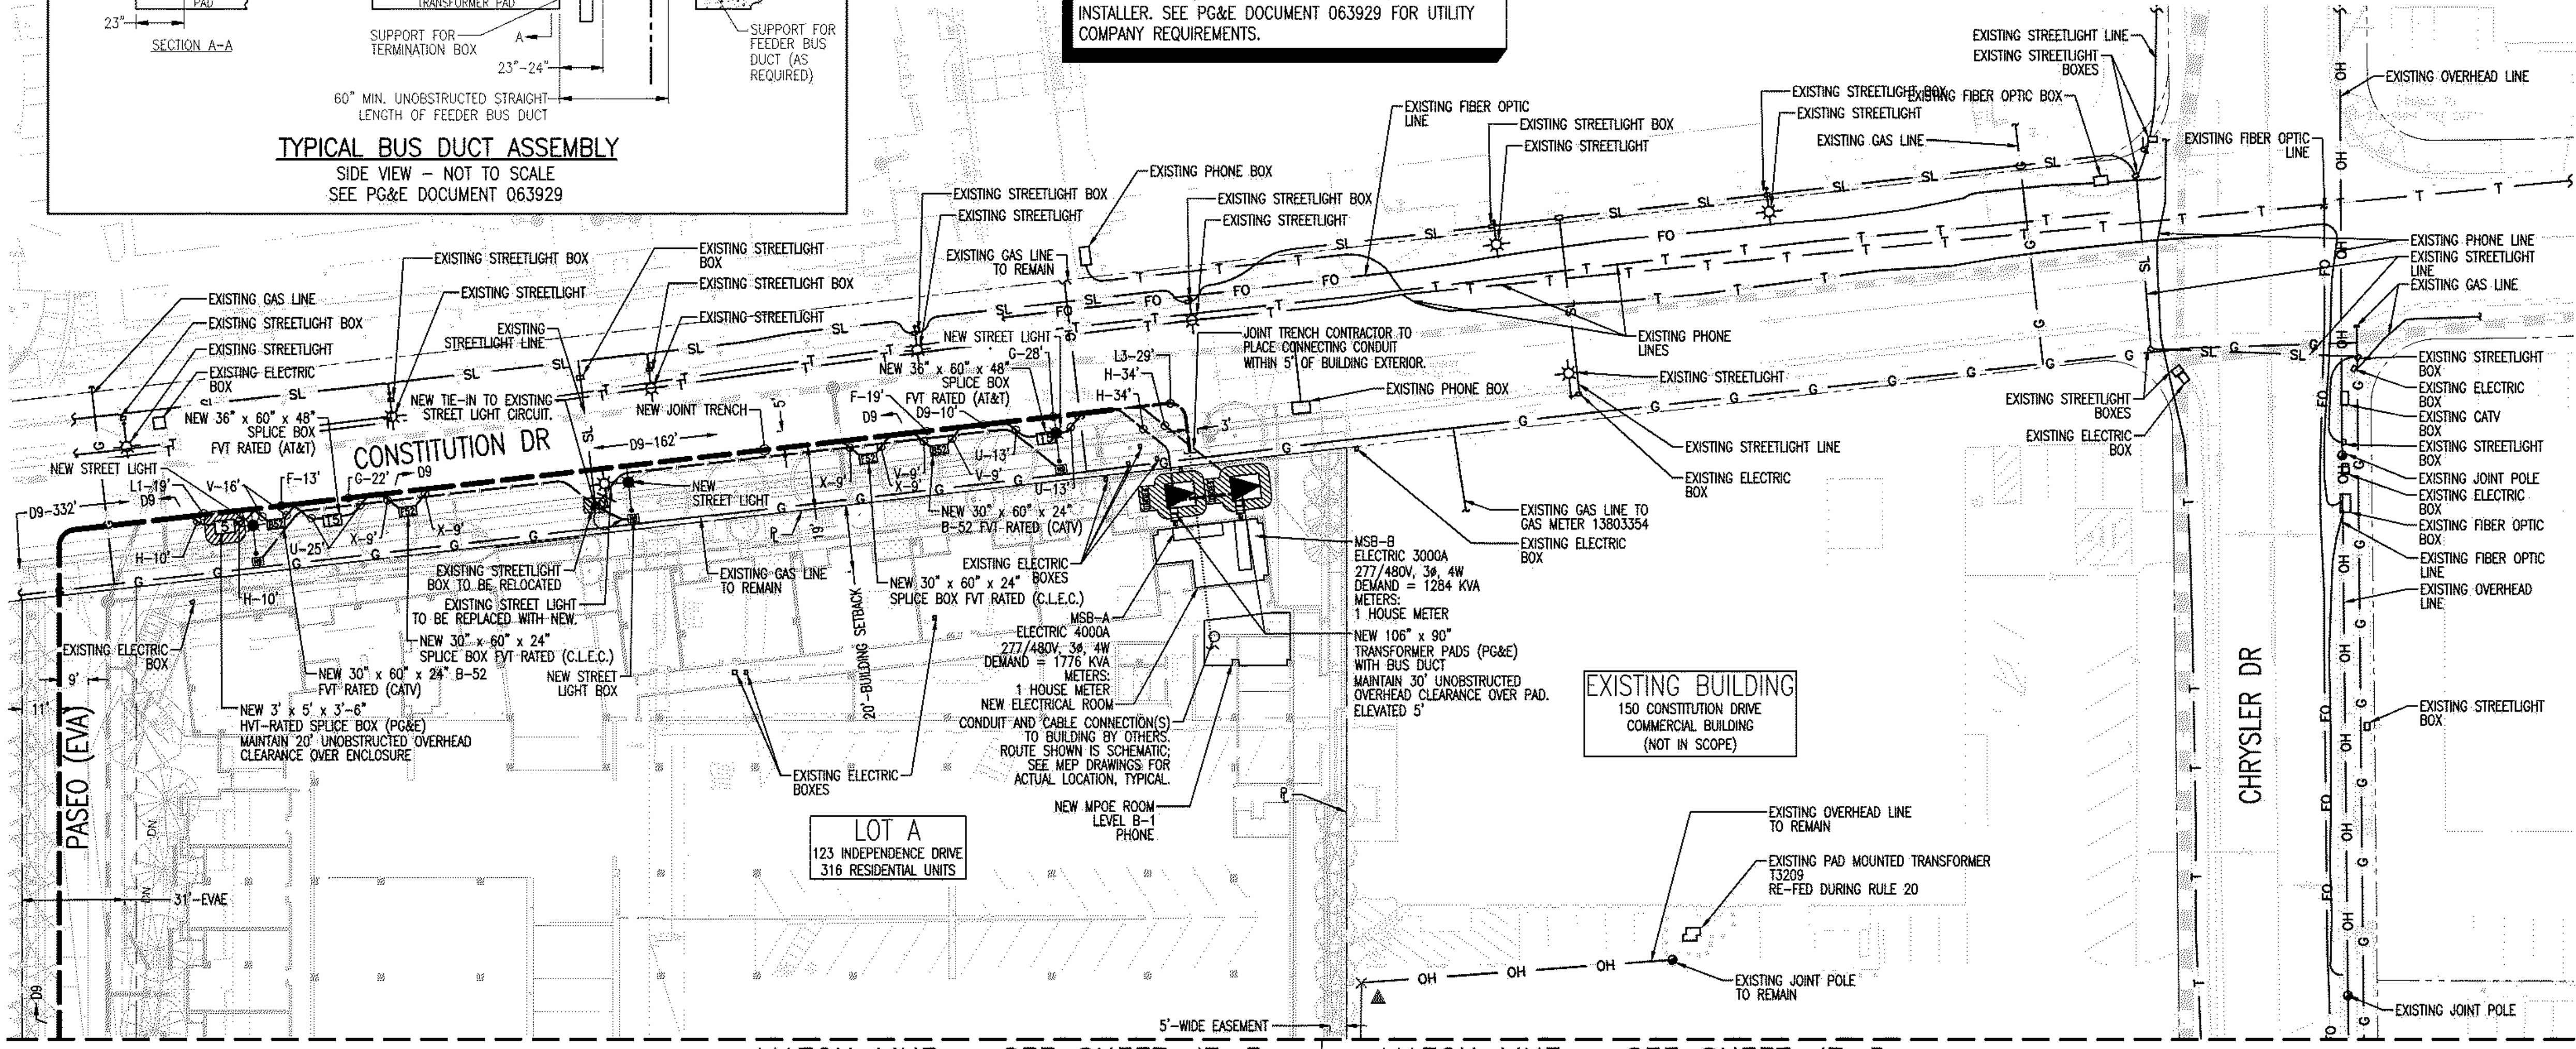 PAD
TRANSFORMER PAD
23"
SECTION A-A
SUPPORT FOR
TERMINATION BOX
A
23"-24"
SUPPORT FOR
FEEDER BUS
DUCT (AS
REQUIRED)
60" MIN. UNOBSTRUCTED STRAIGHT
LENGTH OF FEEDER BUS DUCT
TYPICAL BUS DUCT ASSEMBLY
SIDE VIEW – NOT TO SCALE
SEE PG&E DOCUMENT 063929
INSTALLER. SEE PG&E DOCUMENT 063929 FOR UTILITY
COMPANY REQUIREMENTS.
EXISTING STREETLIGHT LINE
EXISTING STREETLIGHT
BOXES
EXISTING OVERHEAD LINE
EXISTING STREETLIGHT BOX
EXISTING FIBER OPTIC BOX
EXISTING STREETLIGHT
EXISTING GAS LINE
EXISTING FIBER OPTIC
LINE
EXISTING FIBER OPTIC
LINE
EXISTING STREETLIGHT BOX
EXISTING STREETLIGHT
EXISTING PHONE BOX
EXISTING STREETLIGHT BOX
EXISTING STREETLIGHT
EXISTING STREETLIGHT BOX
EXISTING STREETLIGHT
EXISTING GAS LINE
TO REMAIN
EXISTING STREETLIGHT
BOX
EXISTING STREETLIGHT BOX
EXISTING STREETLIGHT
EXISTING STREETLIGHT BOX
EXISTING STREETLIGHT
EXISTING
STREETLIGHT LINE
EXISTING GAS LINE
EXISTING STREETLIGHT BOX
EXISTING STREETLIGHT
EXISTING ELECTRIC
BOX
NEW 36" x 60" x 48"
SPLICE BOX
FVT RATED (AT&T)
CONSTITUTION DR
NEW TIE-IN TO EXISTING
STREET LIGHT CIRCUIT.
NEW JOINT TRENCH
D9-162'
5'
NEW STREET LIGHT
G-28'
NEW 36" x 60" x 48"
SPLICE BOX
FVT RATED (AT&T)
F-19'
D9
D9-10'
L3-29'
H-34'
H-34'
JOINT TRENCH CONTRACTOR TO
PLACE CONNECTING CONDUIT
WITHIN 5' OF BUILDING EXTERIOR.
3'
EXISTING PHONE BOX
EXISTING PHONE
LINES
EXISTING STREETLIGHT
EXISTING STREETLIGHT LINE
EXISTING ELECTRIC
BOX
EXISTING PHONE LINE
EXISTING STREETLIGHT
LINE
EXISTING GAS LINE
EXISTING STREETLIGHT
BOX
EXISTING ELECTRIC
BOX
EXISTING CATV
BOX
EXISTING STREETLIGHT
BOX
EXISTING JOINT POLE
EXISTING ELECTRIC
BOX
EXISTING FIBER OPTIC
BOX
EXISTING FIBER OPTIC
LINE
EXISTING OVERHEAD
LINE
EXISTING STREETLIGHT
BOXES
EXISTING ELECTRIC
BOX
NEW STREET LIGHT
L1-19'
D9
V-16'
F-13'
G-22'
D9
D9-332'
H-10'
H-10'
U-25'
X-9'
X-9'
NEW
STREET LIGHT
X-9'
V-9'
X-9'
V-9'
U-13'
U-13'
19'
NEW 30" x 60" x 24"
B-52 FVT RATED (CATV)
EXISTING STREETLIGHT
BOX TO BE RELOCATED
EXISTING STREET LIGHT
TO BE REPLACED WITH NEW.
EXISTING GAS LINE
TO REMAIN
NEW 30" x 60" x 24"
SPLICE BOX FVT RATED (C.L.E.C.)
EXISTING ELECTRIC
BOXES
EXISTING GAS LINE TO
GAS METER 13803354
EXISTING ELECTRIC
BOX
20'-BUILDING SETBACK
MSB-B
ELECTRIC 3000A
277/480V, 3ø, 4W
DEMAND = 1284 KVA
METERS:
1 HOUSE METER
MSB-A
ELECTRIC 4000A
277/480V, 3ø, 4W
DEMAND = 1776 KVA
METERS:
1 HOUSE METER
NEW ELECTRICAL ROOM
CONDUIT AND CABLE CONNECTION(S)
TO BUILDING BY OTHERS.
ROUTE SHOWN IS SCHEMATIC;
SEE MEP DRAWINGS FOR
ACTUAL LOCATION, TYPICAL.
NEW MPOE ROOM
LEVEL B-1
PHONE
NEW 106" x 90"
TRANSFORMER PADS (PG&E)
WITH BUS DUCT
MAINTAIN 30' UNOBSTRUCTED
OVERHEAD CLEARANCE OVER PAD.
ELEVATED 5'
EXISTING ELECTRIC
BOX
NEW 30" x 60" x 24"
SPLICE BOX FVT RATED (C.L.E.C.)
NEW 30" x 60" x 24" B-52
FVT RATED (CATV)
NEW STREET
LIGHT BOX
NEW 3' x 5' x 3'-6"
HVT-RATED SPLICE BOX (PG&E)
MAINTAIN 20' UNOBSTRUCTED OVERHEAD
CLEARANCE OVER ENCLOSURE
9'
11'
PASEO (EVA)
EXISTING ELECTRIC
BOXES
LOT A
123 INDEPENDENCE DRIVE
316 RESIDENTIAL UNITS
EXISTING BUILDING
150 CONSTITUTION DRIVE
COMMERCIAL BUILDING
(NOT IN SCOPE)
CHRYSLER DR
EXISTING STREETLIGHT
BOX
EXISTING OVERHEAD LINE
TO REMAIN
EXISTING PAD MOUNTED TRANSFORMER
T3209
RE-FED DURING RULE 20
DN
DN
31'-EVAE
D9
OH OH OH
EXISTING JOINT POLE
TO REMAIN
EXISTING JOINT POLE
5'-WIDE EASEMENT